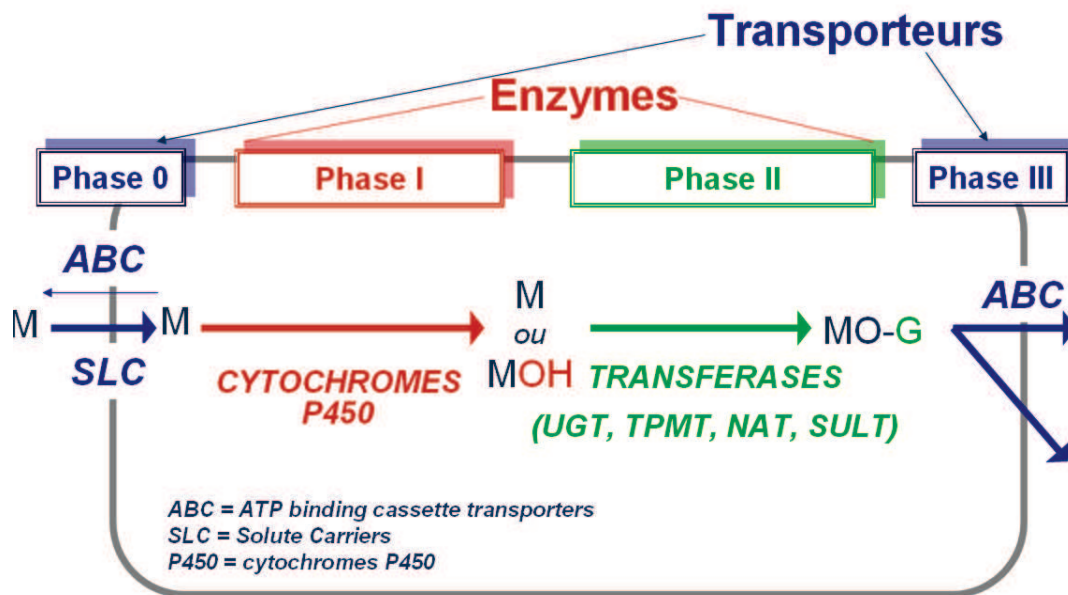 Transporteurs
Enzymes
Phase 0 Phase I Phase II Phase III
ABC
M M
SLC
CYTOCHROMES
P450
M
ou
MOH
TRANSFERASES
(UGT, TPMT, NAT, SULT)
MO-G
ABC
ABC = ATP binding cassette transporters
SLC = Solute Carriers
P450 = cytochromes P450